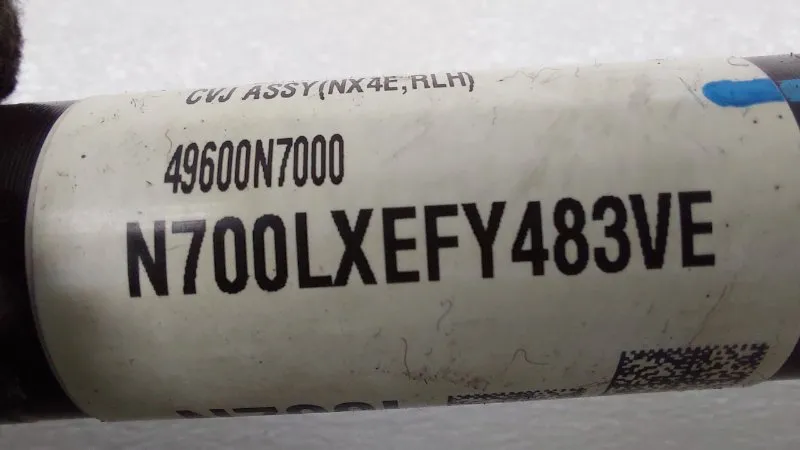 CVJ ASSY(NX4E,RLH)
49600N7000
N700LXEFY483VE